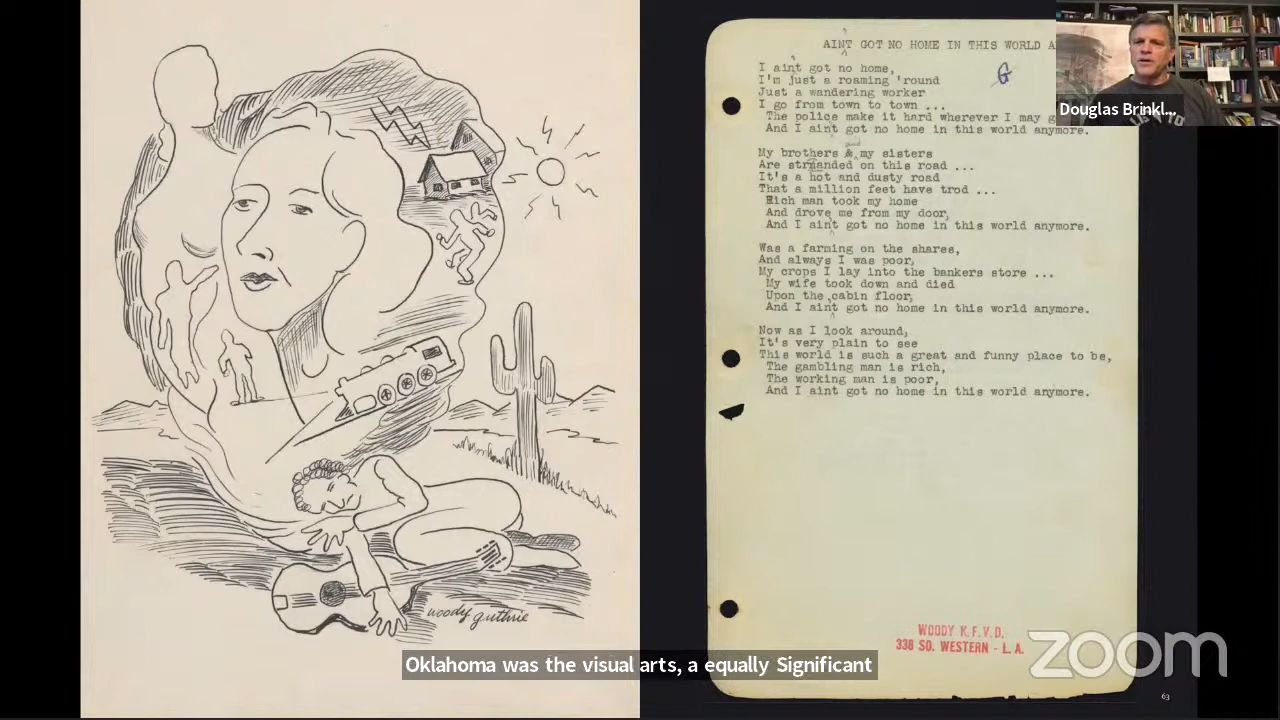 AINT GOT NO HOME IN THIS WORLD A
I aint got no home,
I'm just a roaming 'round
Just a wandering worker
I go from town to town ...
The police make it hard wherever I may g
And I aint got no home in this world anymore.
My brothers & my sisters
Are stranded on this road ...
It's a hot and dusty road
That a million feet have trod ...
Rich man took my home
And drove me from my door,
And I aint got no home in this world anymore.
Was a farming on the shares,
And always I was poor,
My crops I lay into the bankers store ...
My wife took down and died
Upon the cabin floor,
And I aint got no home in this world anymore.
Now as I look around,
It's very plain to see
This world is such a great and funny place to be,
The gambling man is rich,
The working man is poor,
And I aint got no home in this world anymore.
G
WOODY K.F.V.D.
338 SO. WESTERN - L. A.
woody guthrie
Douglas Brinkl...
Oklahoma was the visual arts, a equally Significant
zoom
63